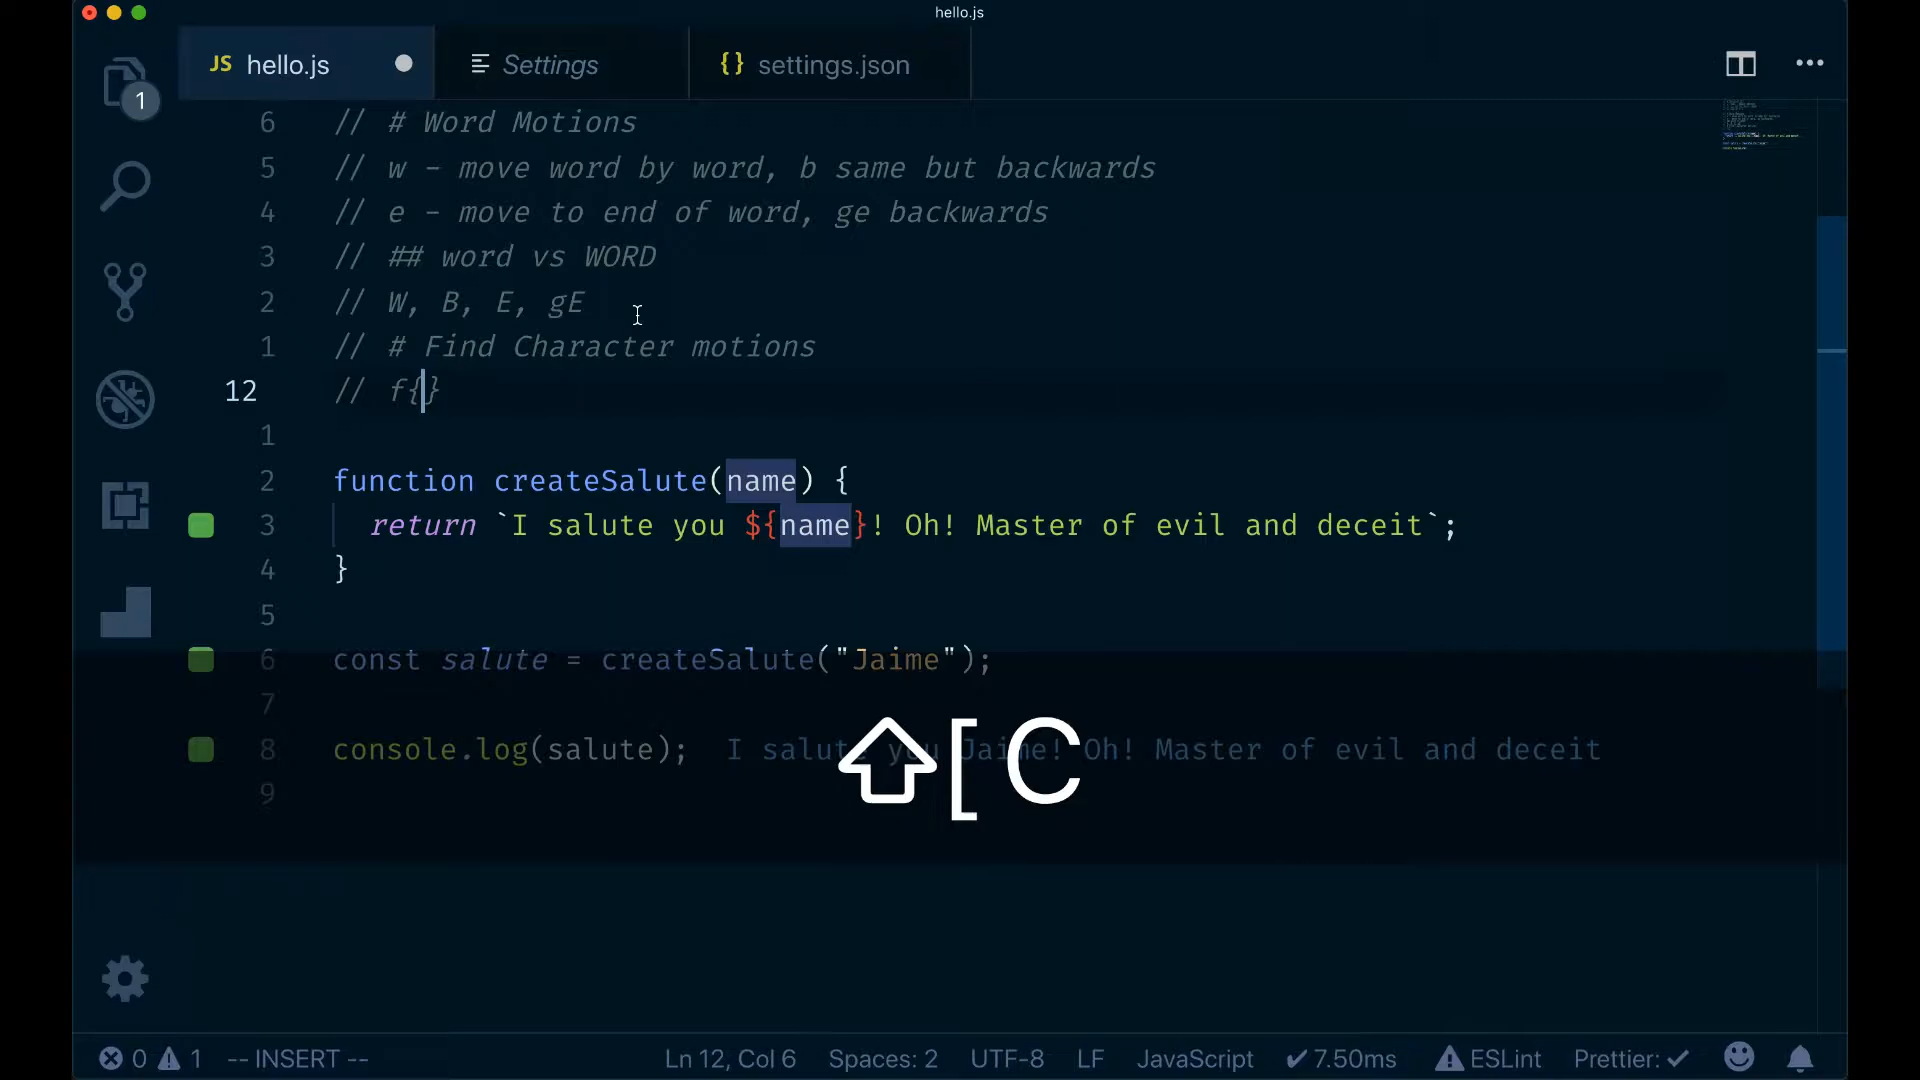 hello.js
JS hello.js Settings {} settings.json
1
6 // # Word Motions
5 // w - move word by word, b same but backwards
4 // e - move to end of word, ge backwards
3 // ## word vs WORD
2 // W, B, E, gE
1 // # Find Character motions
12 // f{}
1
2 function createSalute(name) {
3 return `I salute you ${name}! Oh! Master of evil and deceit`;
4 }
5
6 const salute = createSalute("Jaime");
7
8 console.log(salute); I salute you Jaime! Oh! Master of evil and deceit
9
⇧[C
0 1 -- INSERT -- Ln 12, Col 6 Spaces: 2 UTF-8 LF JavaScript ✔7.50ms ESLint Prettier: ✔